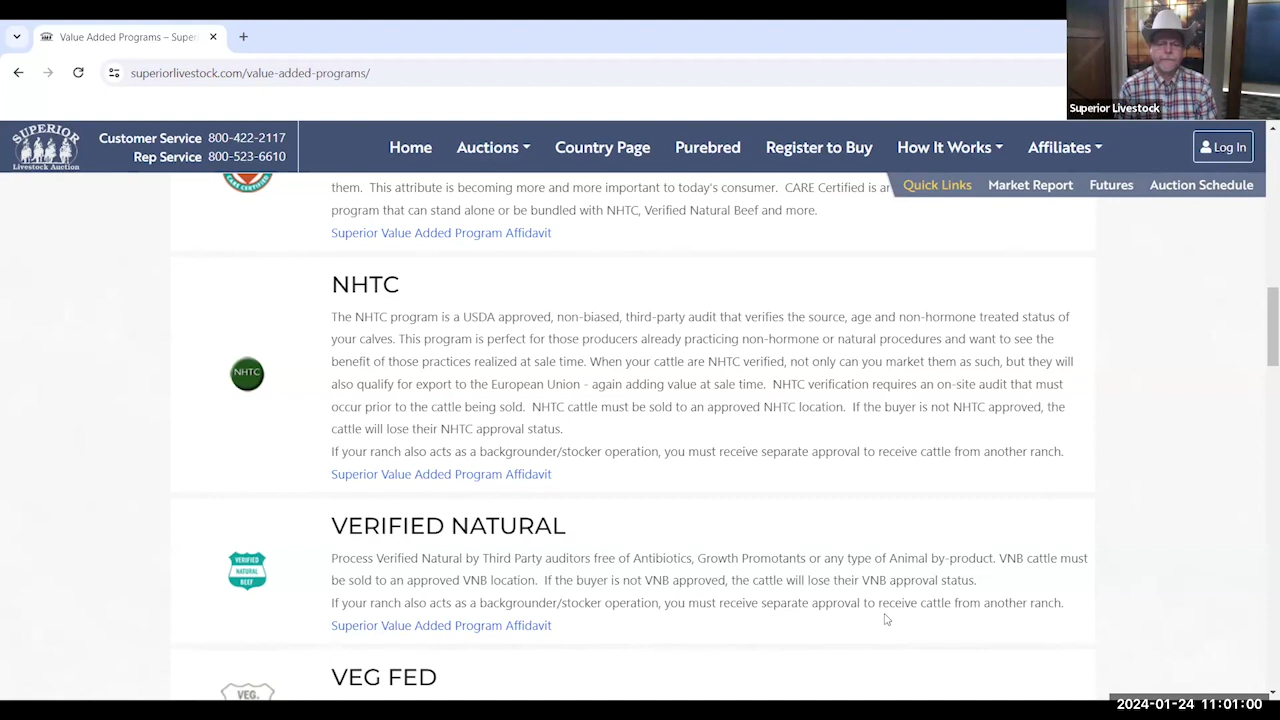 Value Added Programs – Super
superiorlivestock.com/value-added-programs/
Superior Livestock
SUPERIOR
Livestock Auction
Customer Service 800-422-2117
Rep Service 800-523-6610
Home Auctions Country Page Purebred Register to Buy How It Works Affiliates Log In
Quick Links Market Report Futures Auction Schedule
CARE CERTIFIED
them. This attribute is becoming more and more important to today's consumer. CARE Certified is
program that can stand alone or be bundled with NHTC, Verified Natural Beef and more.
Superior Value Added Program Affidavit
NHTC
NHTC
The NHTC program is a USDA approved, non-biased, third-party audit that verifies the source, age and non-hormone treated status of
your calves. This program is perfect for those producers already practicing non-hormone or natural procedures and want to see the
benefit of those practices realized at sale time. When your cattle are NHTC verified, not only can you market them as such, but they will
also qualify for export to the European Union - again adding value at sale time. NHTC verification requires an on-site audit that must
occur prior to the cattle being sold. NHTC cattle must be sold to an approved NHTC location. If the buyer is not NHTC approved, the
cattle will lose their NHTC approval status.
If your ranch also acts as a backgrounder/stocker operation, you must receive separate approval to receive cattle from another ranch.
Superior Value Added Program Affidavit
VERIFIED NATURAL
VERIFIED
NATURAL
BEEF
Process Verified Natural by Third Party auditors free of Antibiotics, Growth Promotants or any type of Animal by-product. VNB cattle must
be sold to an approved VNB location. If the buyer is not VNB approved, the cattle will lose their VNB approval status.
If your ranch also acts as a backgrounder/stocker operation, you must receive separate approval to receive cattle from another ranch.
Superior Value Added Program Affidavit
VEG FED
VEG.
2024-01-24 11:01:00